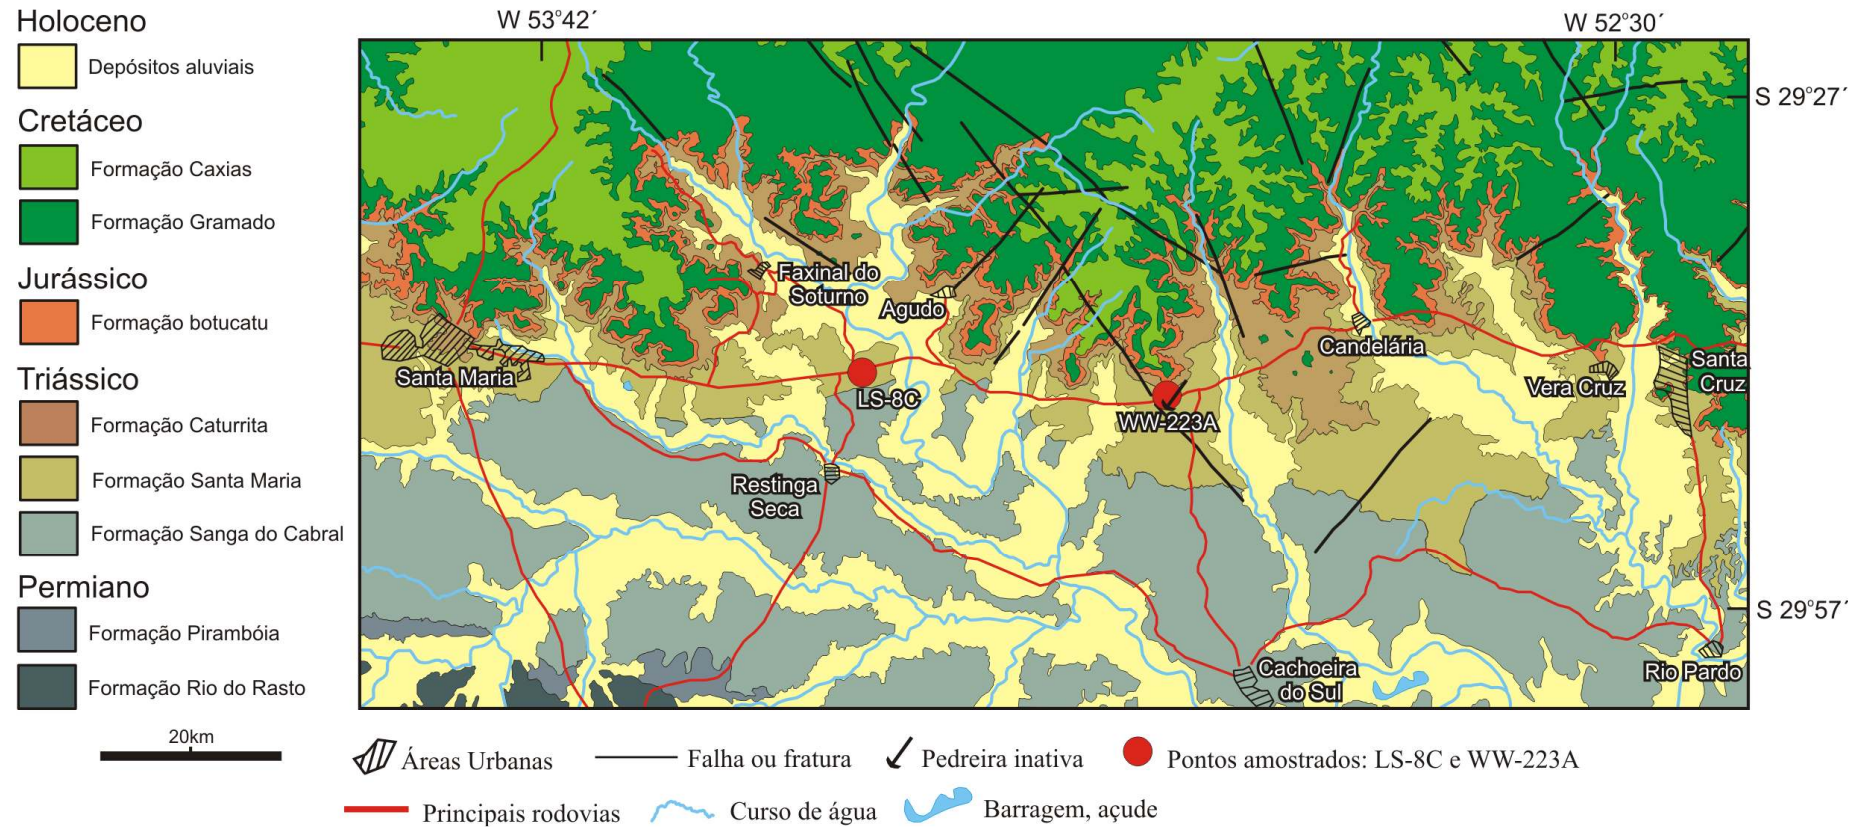 Holoceno
Depósitos aluviais
Cretáceo
Formação Caxias
Formação Gramado
Jurássico
Formação botucatu
Triássico
Formação Caturrita
Formação Santa Maria
Formação Sanga do Cabral
Permiano
Formação Pirambóia
Formação Rio do Rasto
20km
W 53°42´
W 52°30´
S 29°27´
S 29°57´
Faxinal do
Soturno
Agudo
Santa Maria
LS-8C
WW-223A
Candelária
Vera Cruz
Santa
Cruz
Restinga
Seca
Cachoeira
do Sul
Rio Pardo
Áreas Urbanas
Falha ou fratura
Pedreira inativa
Pontos amostrados: LS-8C e WW-223A
Principais rodovias
Curso de água
Barragem, açude